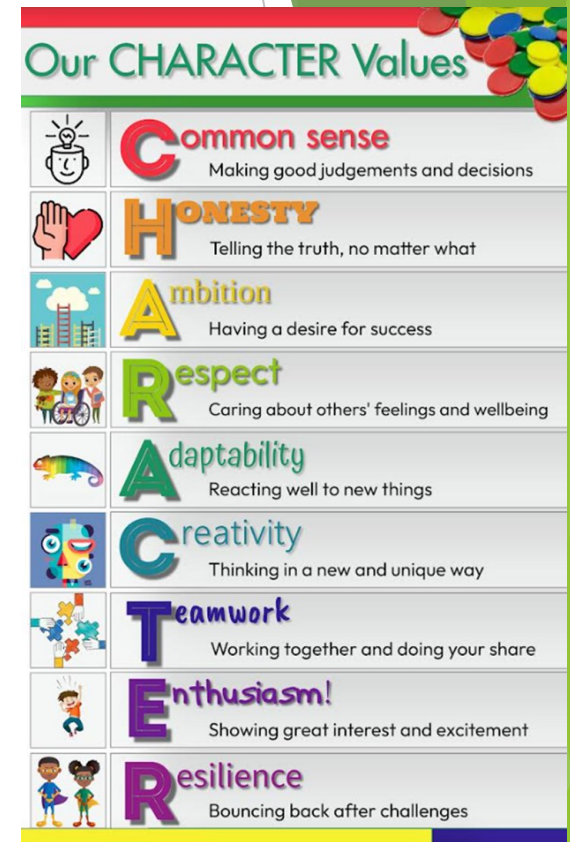 Our CHARACTER Values
Common sense
Making good judgements and decisions
HONESTY
Telling the truth, no matter what
Ambition
Having a desire for success
Respect
Caring about others' feelings and wellbeing
Adaptability
Reacting well to new things
Creativity
Thinking in a new and unique way
Teamwork
Working together and doing your share
Enthusiasm!
Showing great interest and excitement
Resilience
Bouncing back after challenges